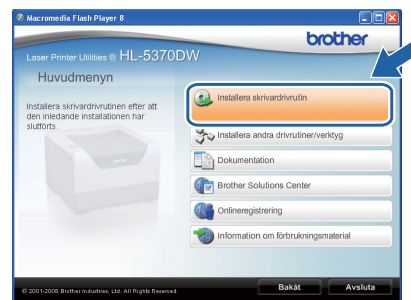 Macromedia Flash Player 8
brother
Laser Printer Utilities ® HL-5370DW
Huvudmenyn
Installera skrivardrivrutinen efter att
den inledande installationen har
slutförts.
Installera skrivardrivrutin
Installera andra drivrutiner/verktyg
Dokumentation
Brother Solutions Center
Onlineregistrering
Information om förbrukningsmaterial
© 2001-2008 Brother Industries, Ltd. All Rights Reserved.
Bakåt
Avsluta